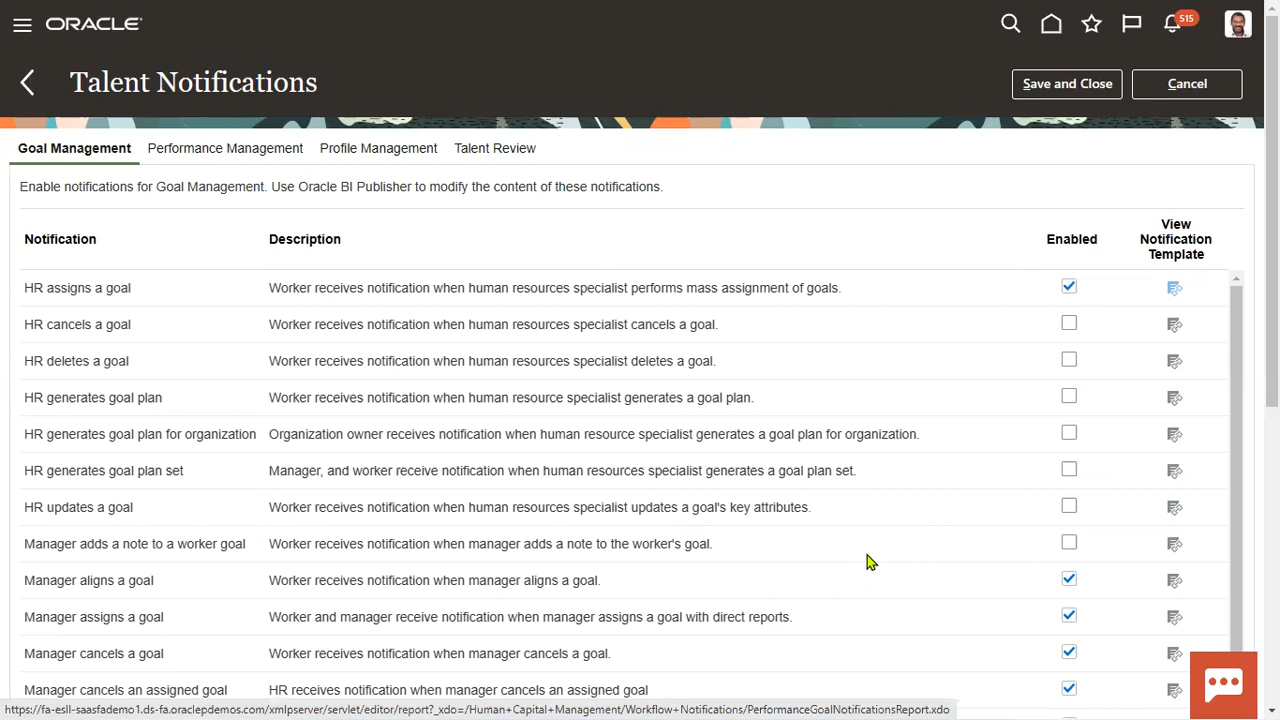 ORACLE
515
Talent Notifications
Save and Close
Cancel
Goal Management
Performance Management
Profile Management
Talent Review
Enable notifications for Goal Management. Use Oracle BI Publisher to modify the content of these notifications.
Notification
Description
Enabled
View
Notification
Template
HR assigns a goal
Worker receives notification when human resources specialist performs mass assignment of goals.
HR cancels a goal
Worker receives notification when human resources specialist cancels a goal.
HR deletes a goal
Worker receives notification when human resources specialist deletes a goal.
HR generates goal plan
Worker receives notification when human resource specialist generates a goal plan.
HR generates goal plan for organization
Organization owner receives notification when human resource specialist generates a goal plan for organization.
HR generates goal plan set
Manager, and worker receive notification when human resources specialist generates a goal plan set.
HR updates a goal
Worker receives notification when human resources specialist updates a goal's key attributes.
Manager adds a note to a worker goal
Worker receives notification when manager adds a note to the worker's goal.
Manager aligns a goal
Worker receives notification when manager aligns a goal.
Manager assigns a goal
Worker and manager receive notification when manager assigns a goal with direct reports.
Manager cancels a goal
Worker receives notification when manager cancels a goal.
Manager cancels an assigned goal
HR receives notification when manager cancels an assigned goal
https://fa-esll-saasfademo1.ds-fa.oraclepdemos.com/xmlpserver/servlet/editor/report?_xdo=/Human+Capital+Management/Workflow+Notifications/PerformanceGoalNotificationsReport.xdo